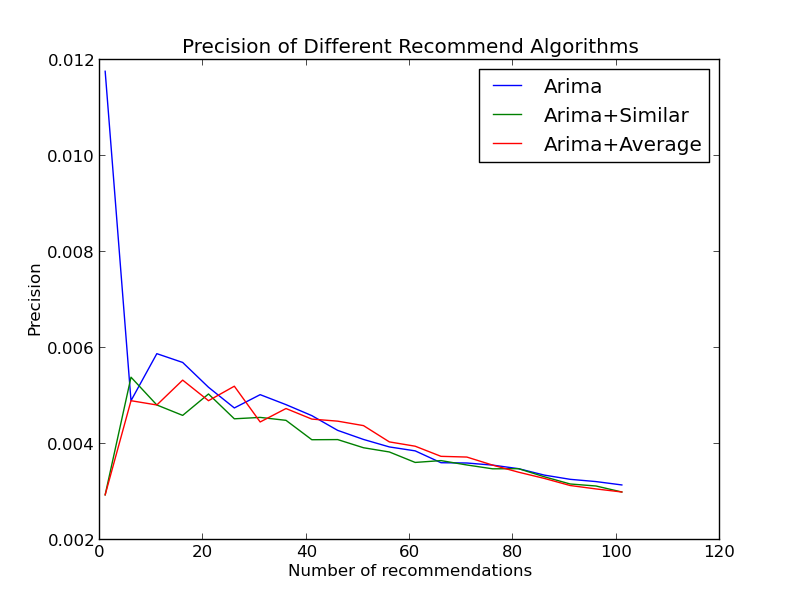 Precision of Different Recommend Algorithms
0.012
0.010
0.008
0.006
0.004
0.002
Precision
Arima
Arima+Similar
Arima+Average
0 20 40 60 80 100 120
Number of recommendations